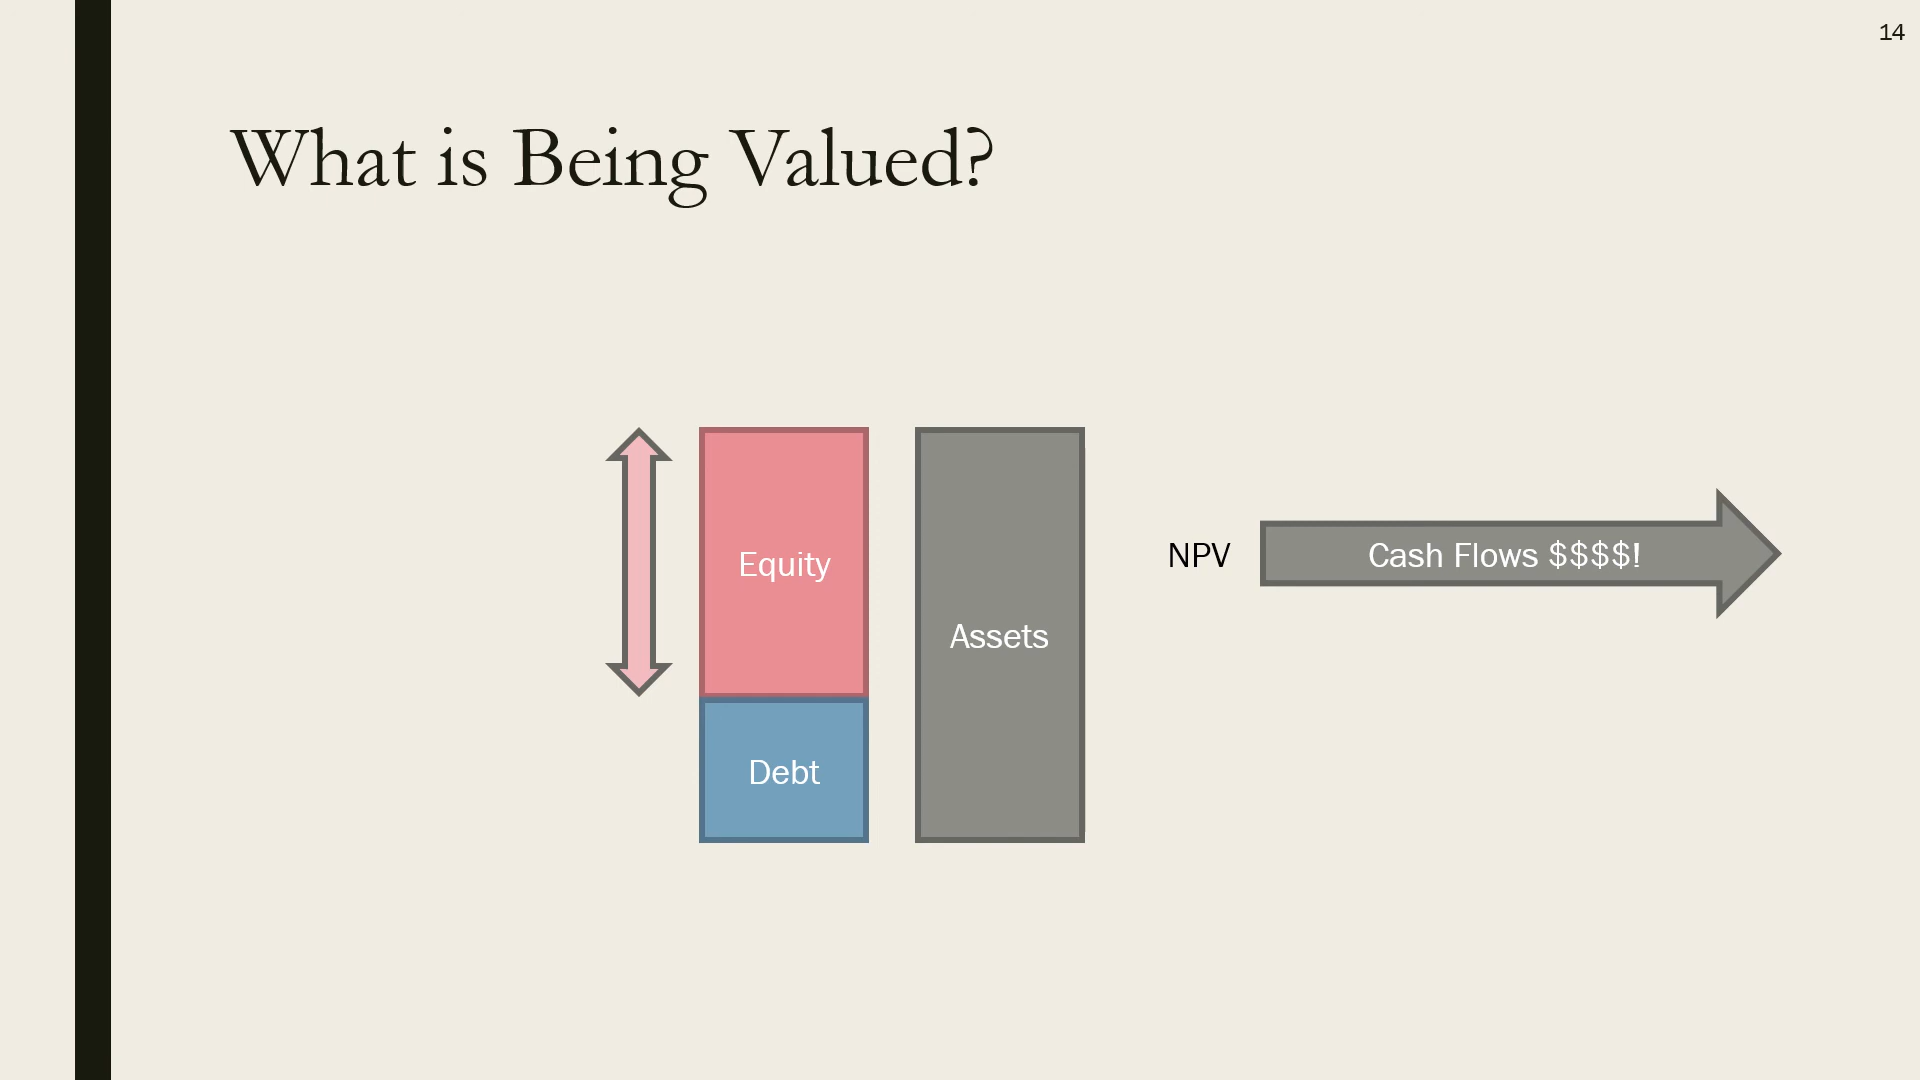 14
What is Being Valued?
Equity
Assets
NPV
Cash Flows $$$$!
Debt